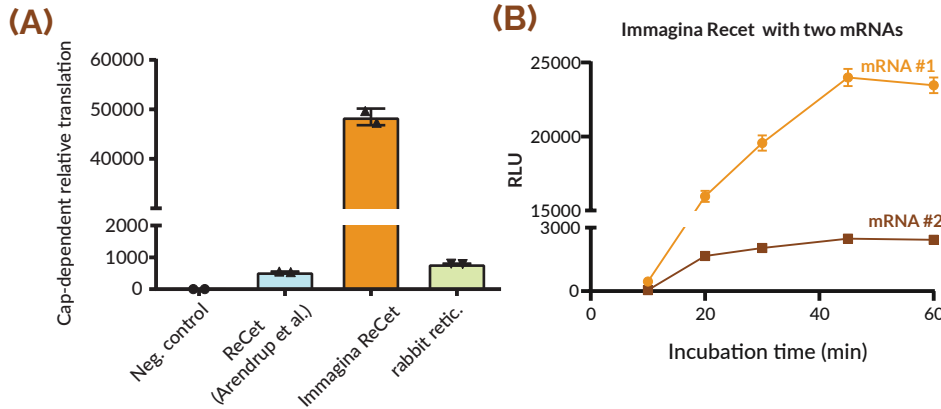 (A)
Cap-dependent relative translation
60000
50000
40000
2000
1000
0
Neg. control
ReCet
(Arendrup et al.)
Immagina ReCet
rabbit retic.
(B)
Immagina Recet with two mRNAs
RLU
25000
20000
15000
3000
0
mRNA #1
mRNA #2
0
20
40
60
Incubation time (min)